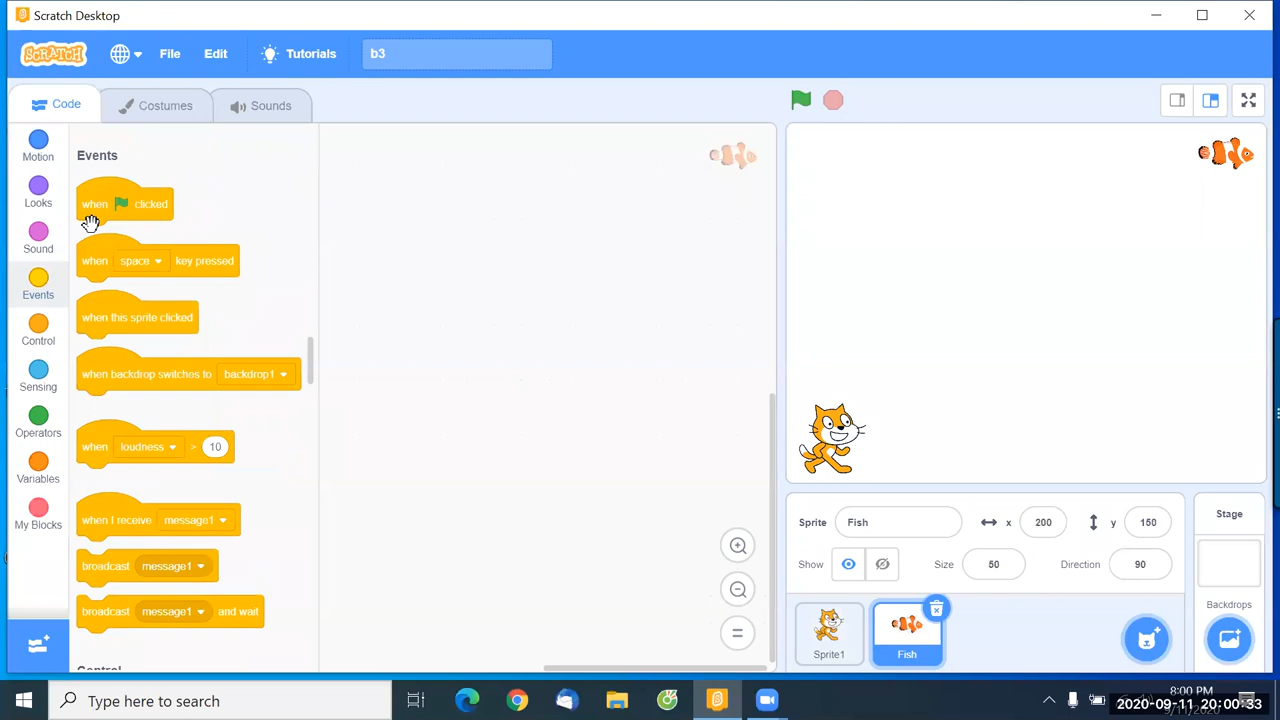 Scratch Desktop
SCRATCH
File
Edit
Tutorials
b3
Code
Costumes
Sounds
Motion
Looks
Sound
Events
Control
Sensing
Operators
Variables
My Blocks
Events
when clicked
when space key pressed
when this sprite clicked
when backdrop switches to backdrop1
when loudness > 10
when I receive message1
broadcast message1
broadcast message1 and wait
Control
Sprite Fish x 200 y 150
Show Size 50 Direction 90
Sprite1
Fish
Stage
Backdrops
Type here to search
8:00 PM
2020-09-11 20:00:33